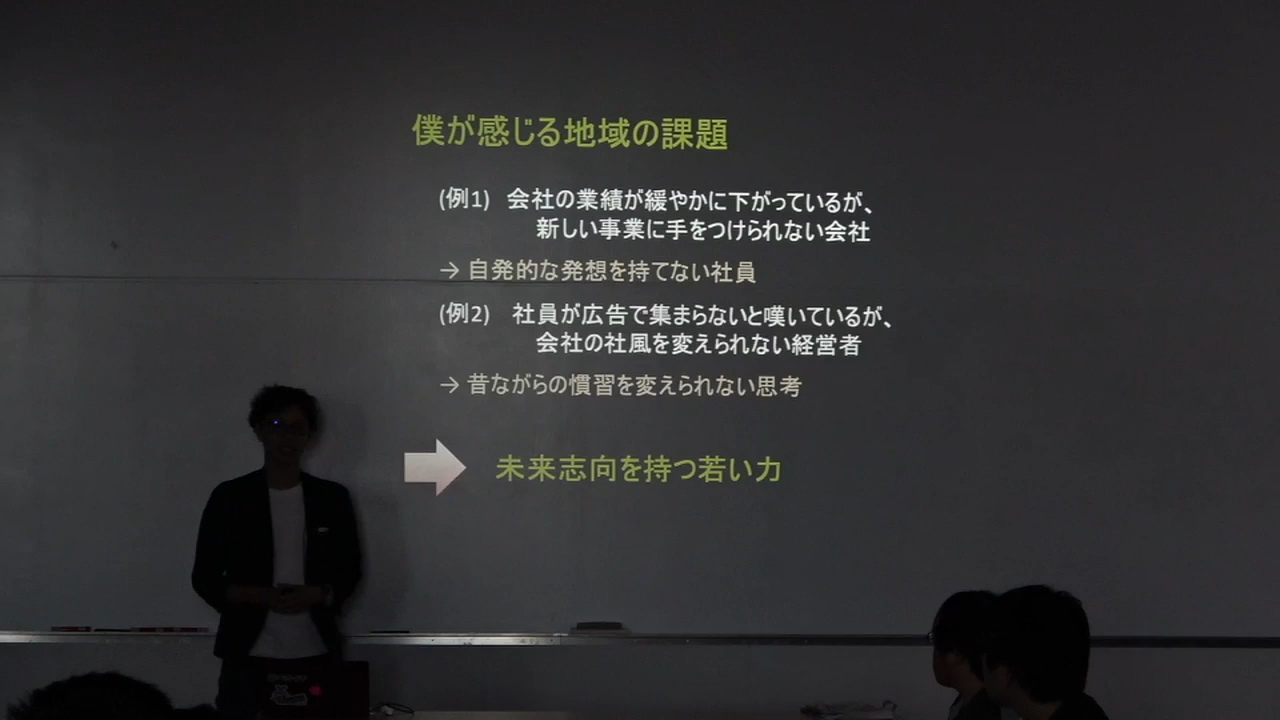 僕が感じる地域の課題
(例1) 会社の業績が緩やかに下がっているが、
新しい事業に手をつけられない会社
→ 自発的な発想を持てない社員
(例2) 社員が広告で集まらないと嘆いているが、
会社の社風を変えられない経営者
→ 昔ながらの慣習を変えられない思考
未来志向を持つ若い力